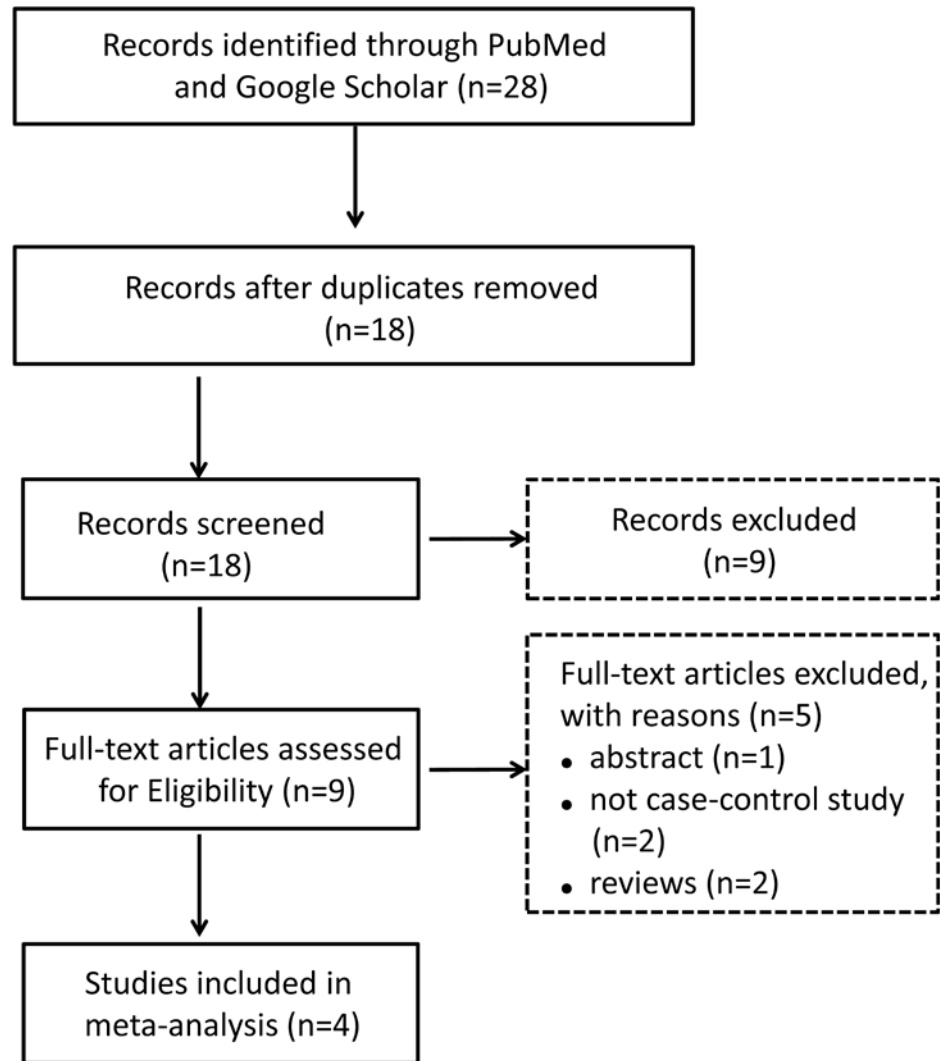 Records identified through PubMed
and Google Scholar (n=28)
Records after duplicates removed
(n=18)
Records screened
(n=18)
Records excluded
(n=9)
Full-text articles assessed
for Eligibility (n=9)
Full-text articles excluded,
with reasons (n=5)
• abstract (n=1)
• not case-control study
(n=2)
• reviews (n=2)
Studies included in
meta-analysis (n=4)